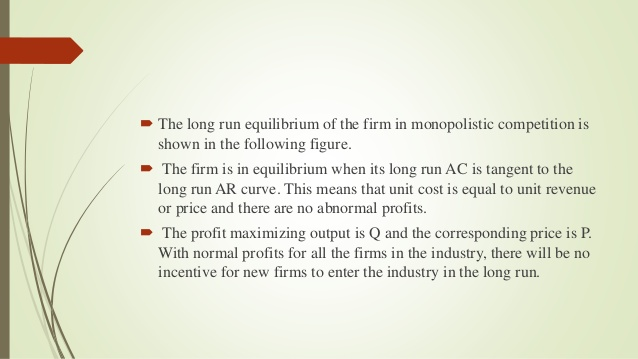 The long run equilibrium of the firm in monopolistic competition is
shown in the following figure.
The firm is in equilibrium when its long run AC is tangent to the
long run AR curve. This means that unit cost is equal to unit revenue
or price and there are no abnormal profits.
The profit maximizing output is Q and the corresponding price is P.
With normal profits for all the firms in the industry, there will be no
incentive for new firms to enter the industry in the long run.